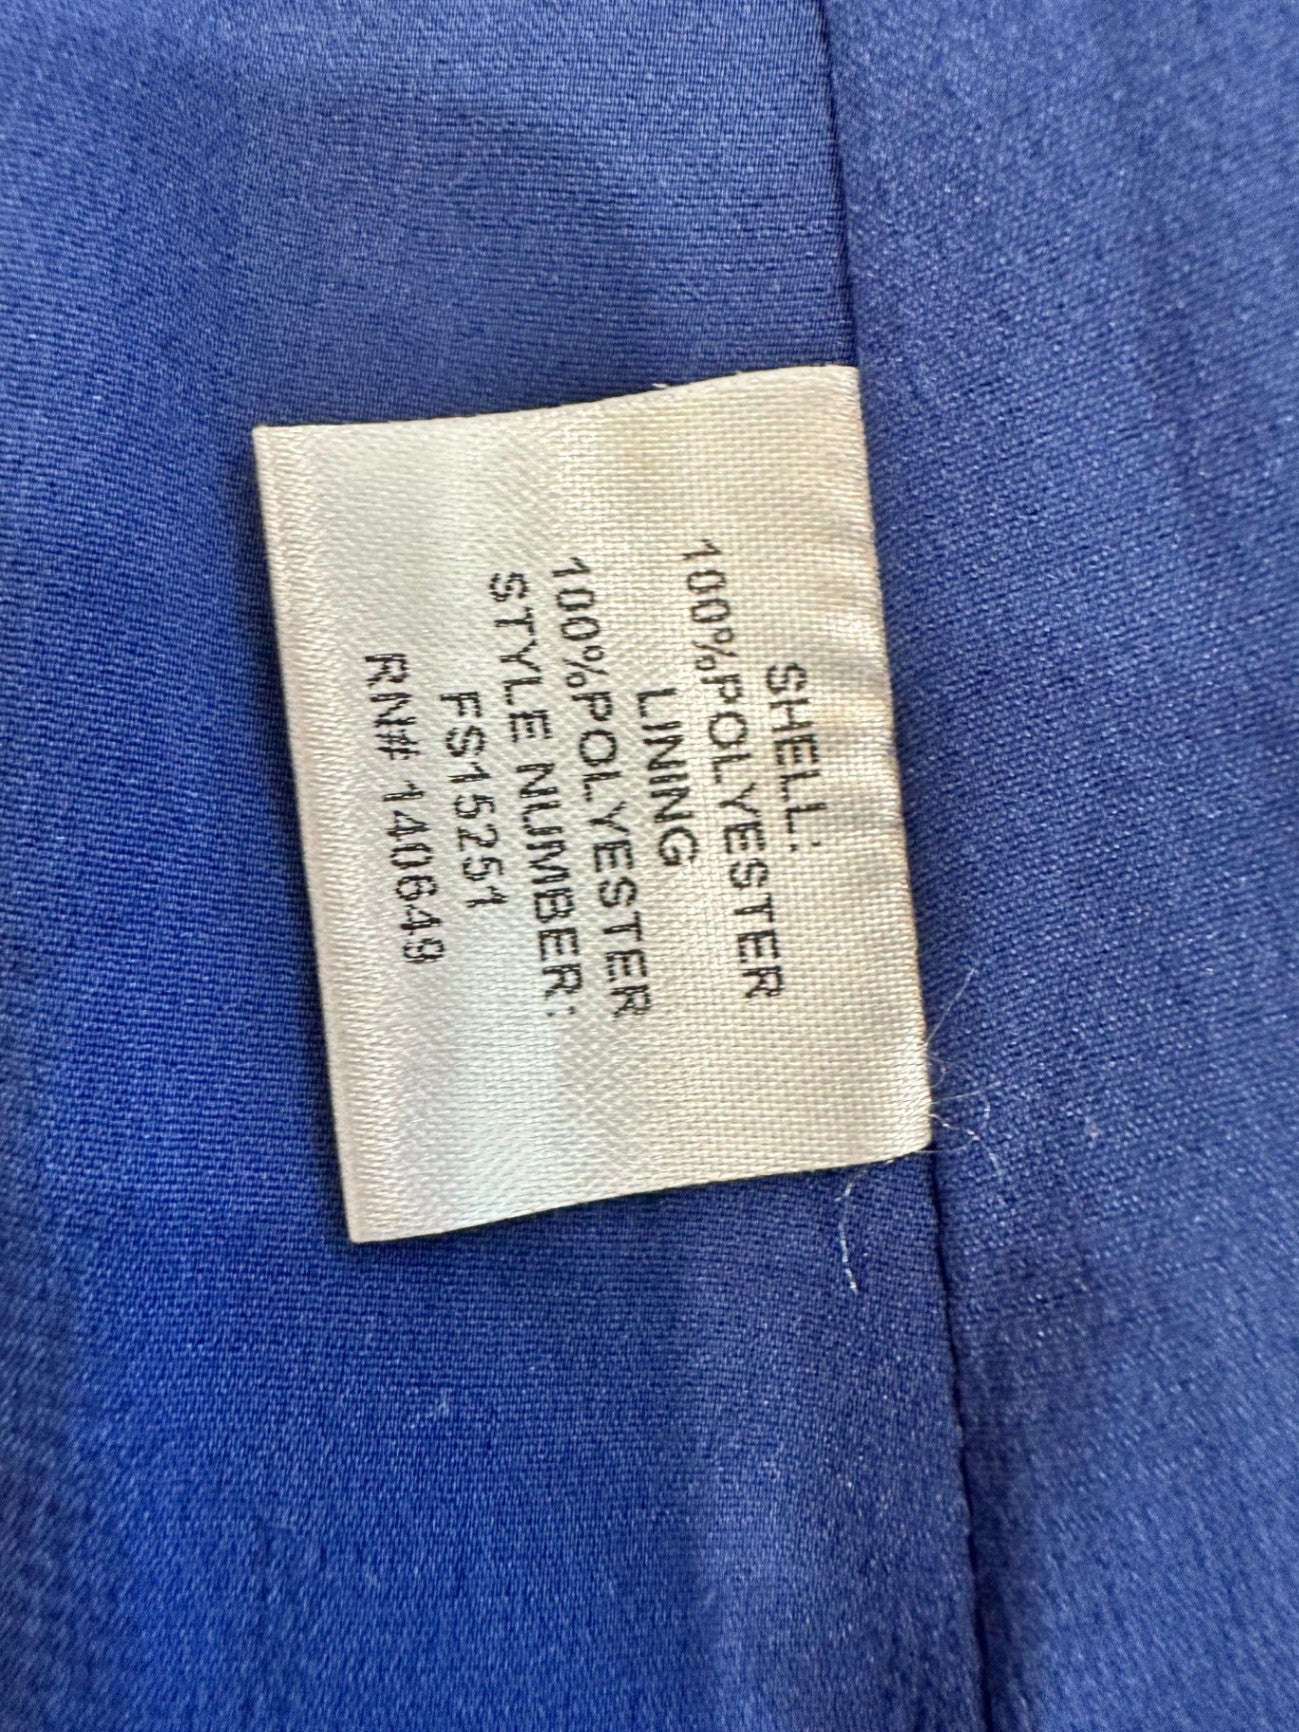 SHELL:
100%POLYESTER
LINING
100%POLYESTER
STYLE NUMBER:
FS15251
RN# 140649